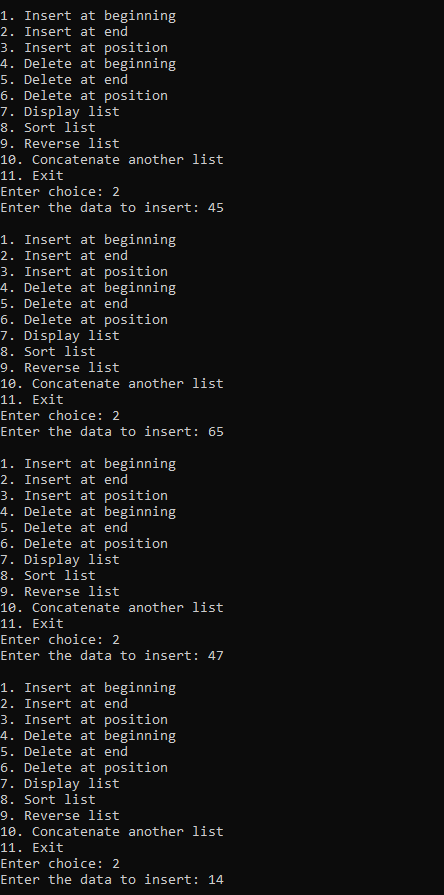 1. Insert at beginning
2. Insert at end
3. Insert at position
4. Delete at beginning
5. Delete at end
6. Delete at position
7. Display list
8. Sort list
9. Reverse list
10. Concatenate another list
11. Exit
Enter choice: 2
Enter the data to insert: 45
1. Insert at beginning
2. Insert at end
3. Insert at position
4. Delete at beginning
5. Delete at end
6. Delete at position
7. Display list
8. Sort list
9. Reverse list
10. Concatenate another list
11. Exit
Enter choice: 2
Enter the data to insert: 65
1. Insert at beginning
2. Insert at end
3. Insert at position
4. Delete at beginning
5. Delete at end
6. Delete at position
7. Display list
8. Sort list
9. Reverse list
10. Concatenate another list
11. Exit
Enter choice: 2
Enter the data to insert: 47
1. Insert at beginning
2. Insert at end
3. Insert at position
4. Delete at beginning
5. Delete at end
6. Delete at position
7. Display list
8. Sort list
9. Reverse list
10. Concatenate another list
11. Exit
Enter choice: 2
Enter the data to insert: 14